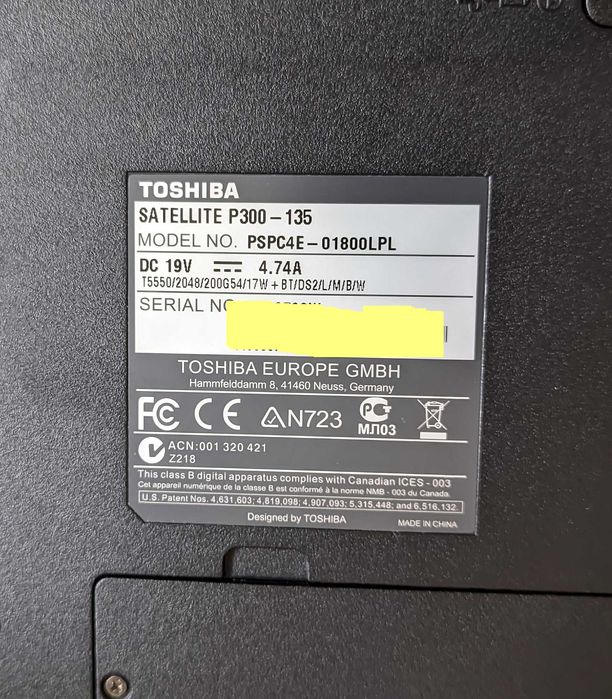 TOSHIBA
SATELLITE P300-135
MODEL NO. PSPC4E-01800LPL
DC 19V 4.74A
T5550/2048/200G54/17W+BT/DS2/L/M/B/W
SERIAL NO
TOSHIBA EUROPE GMBH
Hammfelddamm 8, 41460 Neuss, Germany
FC CE N723 PG
МЛ03
ACN:001 320 421
Z218
This class B digital apparatus complies with Canadian ICES - 003
Cet appareil numérique de la classe B est conformé à la norme NMB - 003 du Canada.
U.S. Patent Nos. 4,631,603; 4,819,098; 4,907,093; 5,315,448; and 6,516,132.
Designed by TOSHIBA
MADE IN CHINA